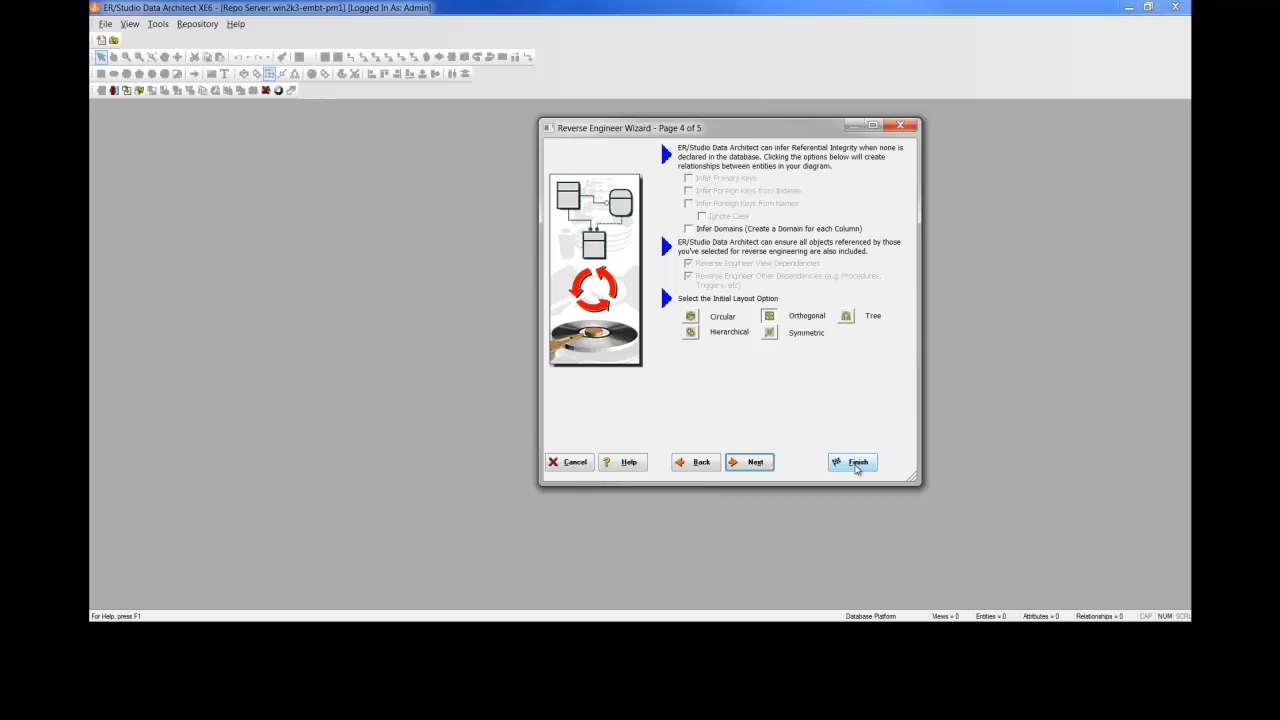 ER/Studio Data Architect XE6 - [Repo Server: win2k3-embt-pm1] [Logged In As: Admin]
File View Tools Repository Help
Reverse Engineer Wizard - Page 4 of 5
ER/Studio Data Architect can infer Referential Integrity when none is
declared in the database. Clicking the options below will create
relationships between entities in your diagram.
Infer Primary Keys
Infer Foreign Keys from Indexes
Infer Foreign Keys from Names
Ignore Case
Infer Domains (Create a Domain for each Column)
ER/Studio Data Architect can ensure all objects referenced by those
you've selected for reverse engineering are also included.
Reverse Engineer View Dependencies
Reverse Engineer Other Dependencies (e.g. Procedures,
Triggers, etc)
Select the Initial Layout Option
Circular Orthogonal Tree
Hierarchical Symmetric
Cancel Help Back Next Finish
For Help, press F1 Database Platform Views = 0 Entities = 0 Attributes = 0 Relationships = 0 CAP NUM SCRL